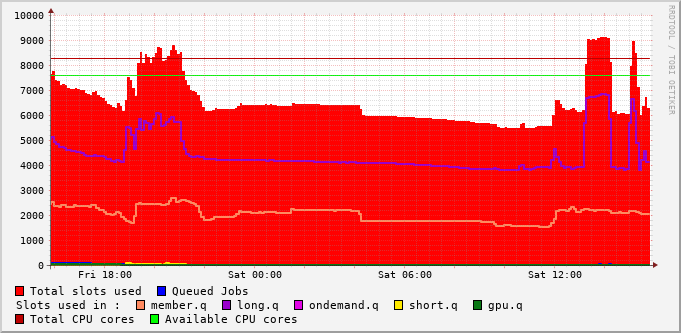 10000
9000
8000
7000
6000
5000
4000
3000
2000
1000
0
Fri 18:00 Sat 00:00 Sat 06:00 Sat 12:00
RRDTOOL / TOBI OETIKER
Total slots used Queued Jobs
Slots used in : member.q long.q ondemand.q short.q gpu.q
Total CPU cores Available CPU cores